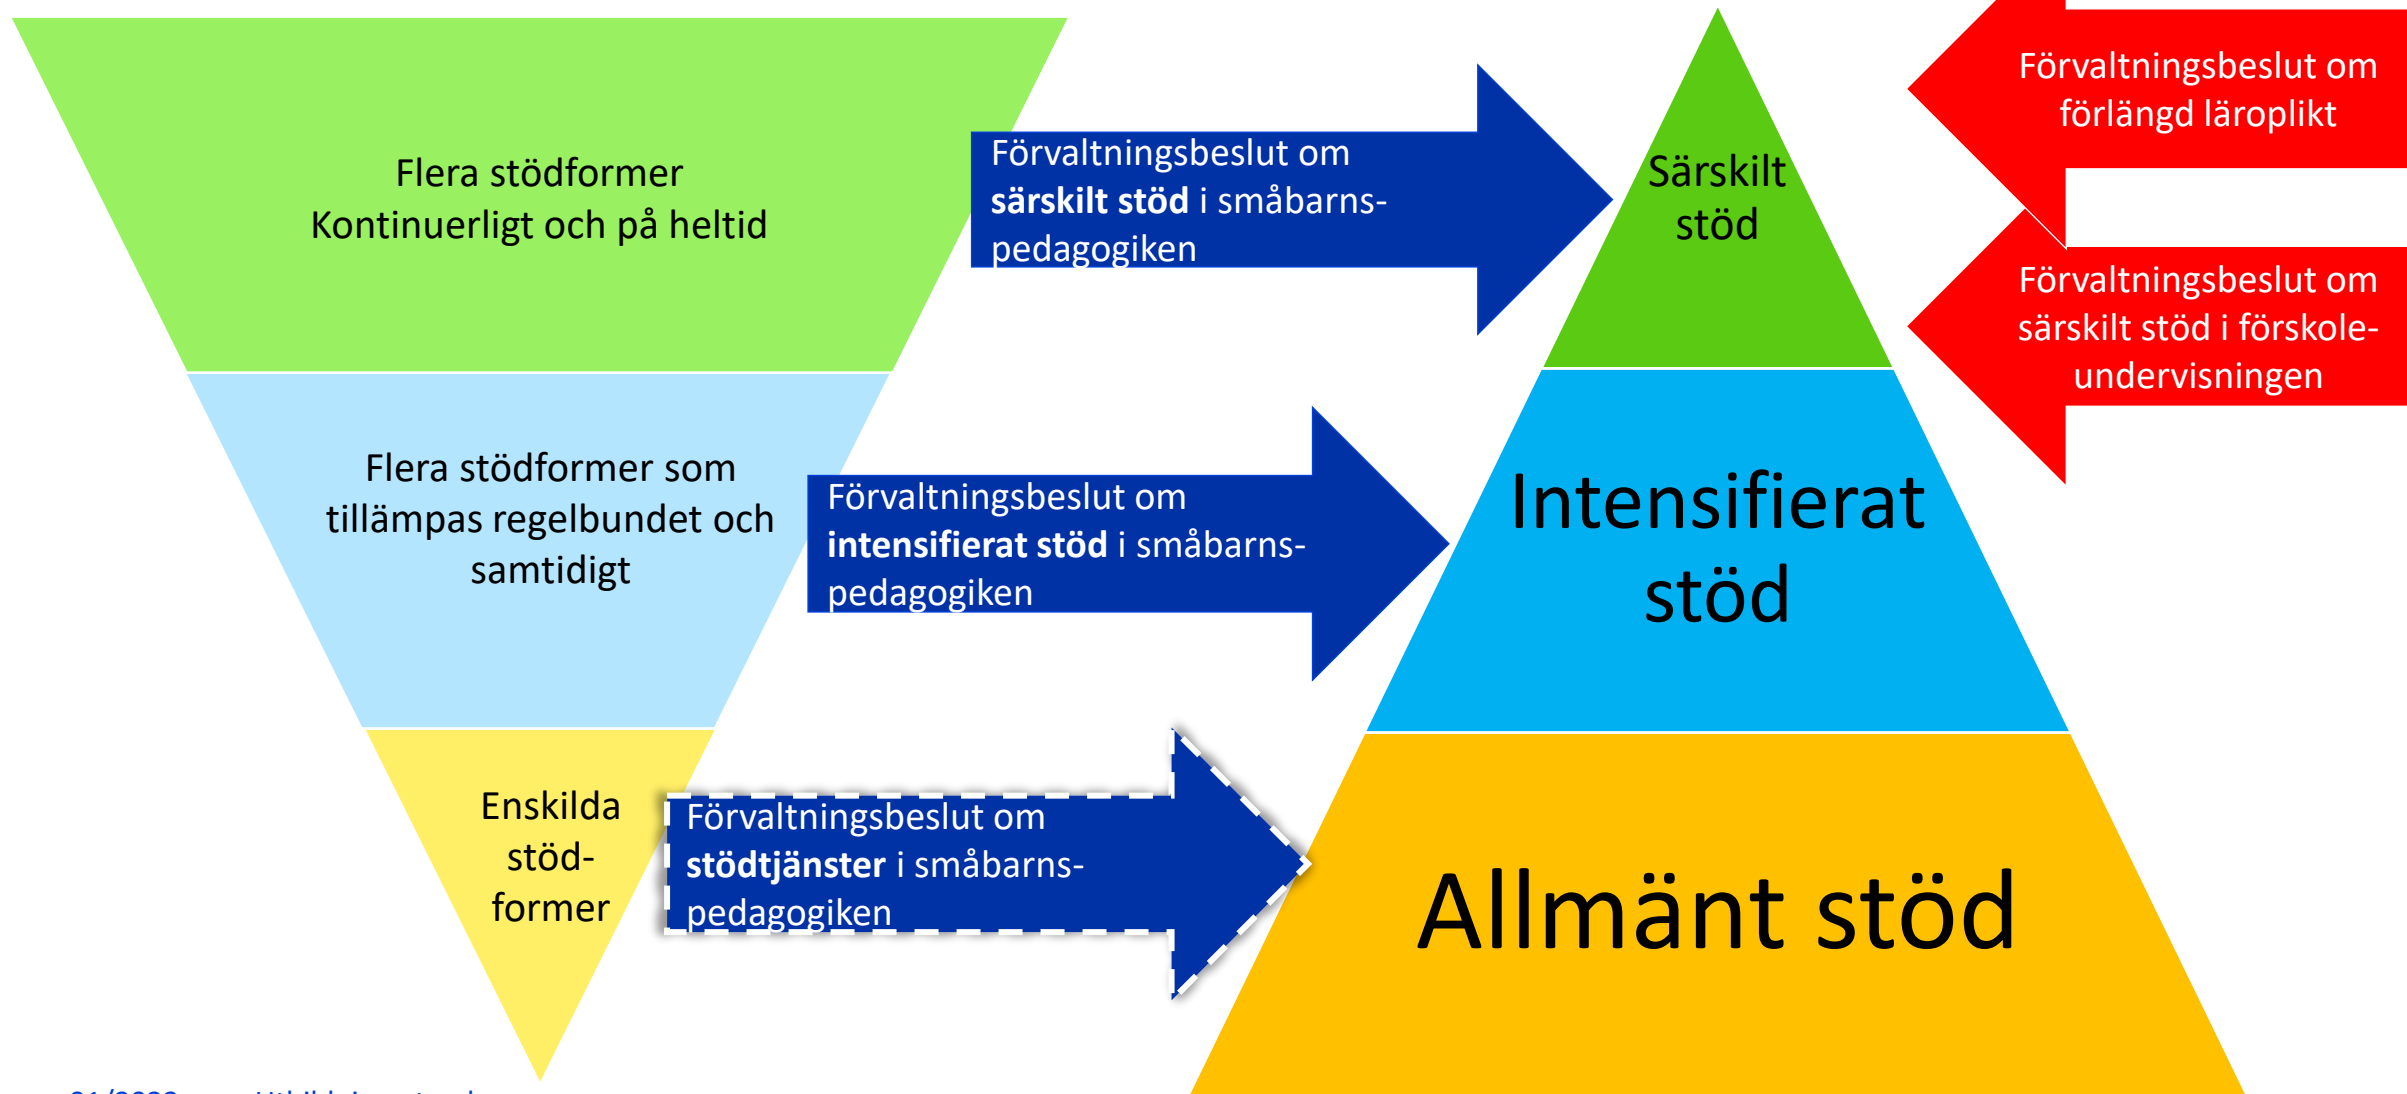 Flera stödformer
Kontinuerligt och på heltid
Förvaltningsbeslut om
särskilt stöd i småbarns-
pedagogiken
Särskilt
stöd
Förvaltningsbeslut om
förlängd läroplikt
Förvaltningsbeslut om
särskilt stöd i förskole-
undervisningen
Flera stödformer som
tillämpas regelbundet och
samtidigt
Förvaltningsbeslut om
intensifierat stöd i småbarns-
pedagogiken
Intensifierat
stöd
Enskilda
stöd-
former
Förvaltningsbeslut om
stödtjänster i småbarns-
pedagogiken
Allmänt stöd